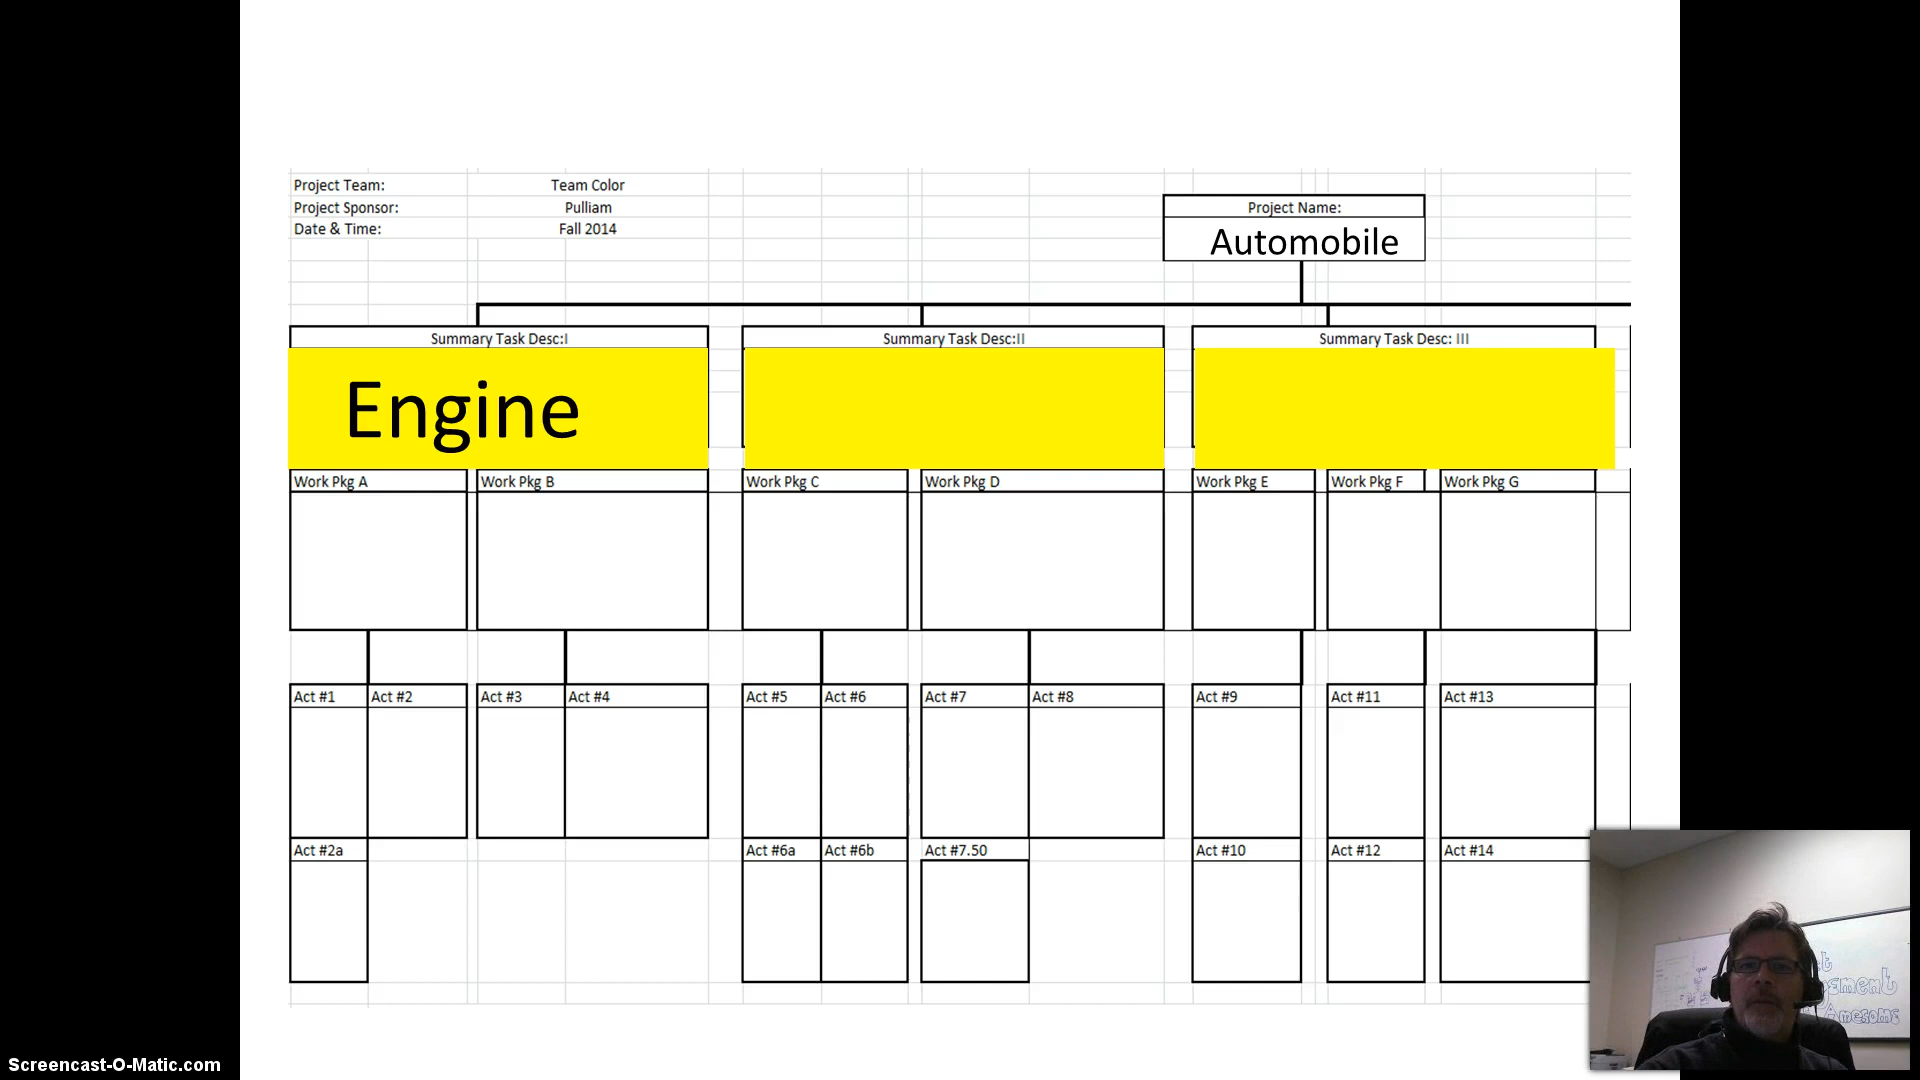 Project Team: Team Color
Project Sponsor: Pulliam
Date & Time: Fall 2014
Project Name:
Automobile
Summary Task Desc:I Summary Task Desc:II Summary Task Desc: III
Engine
Work Pkg A Work Pkg B Work Pkg C Work Pkg D Work Pkg E Work Pkg F Work Pkg G
Act #1 Act #2 Act #3 Act #4 Act #5 Act #6 Act #7 Act #8 Act #9 Act #11 Act #13
Act #2a Act #6a Act #6b Act #7.50 Act #10 Act #12 Act #14
Awesome
Screencast-O-Matic.com